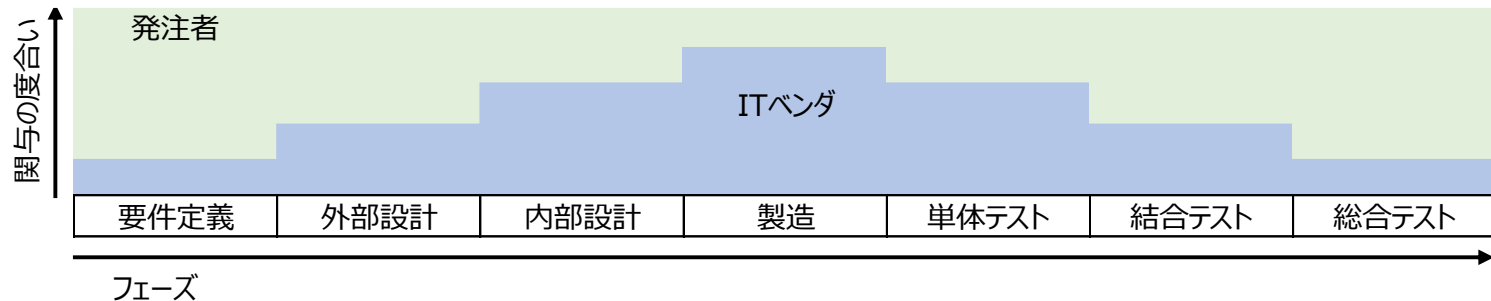 関与の度合い
発注者
ITベンダ
要件定義
外部設計
内部設計
製造
単体テスト
結合テスト
総合テスト
フェーズ